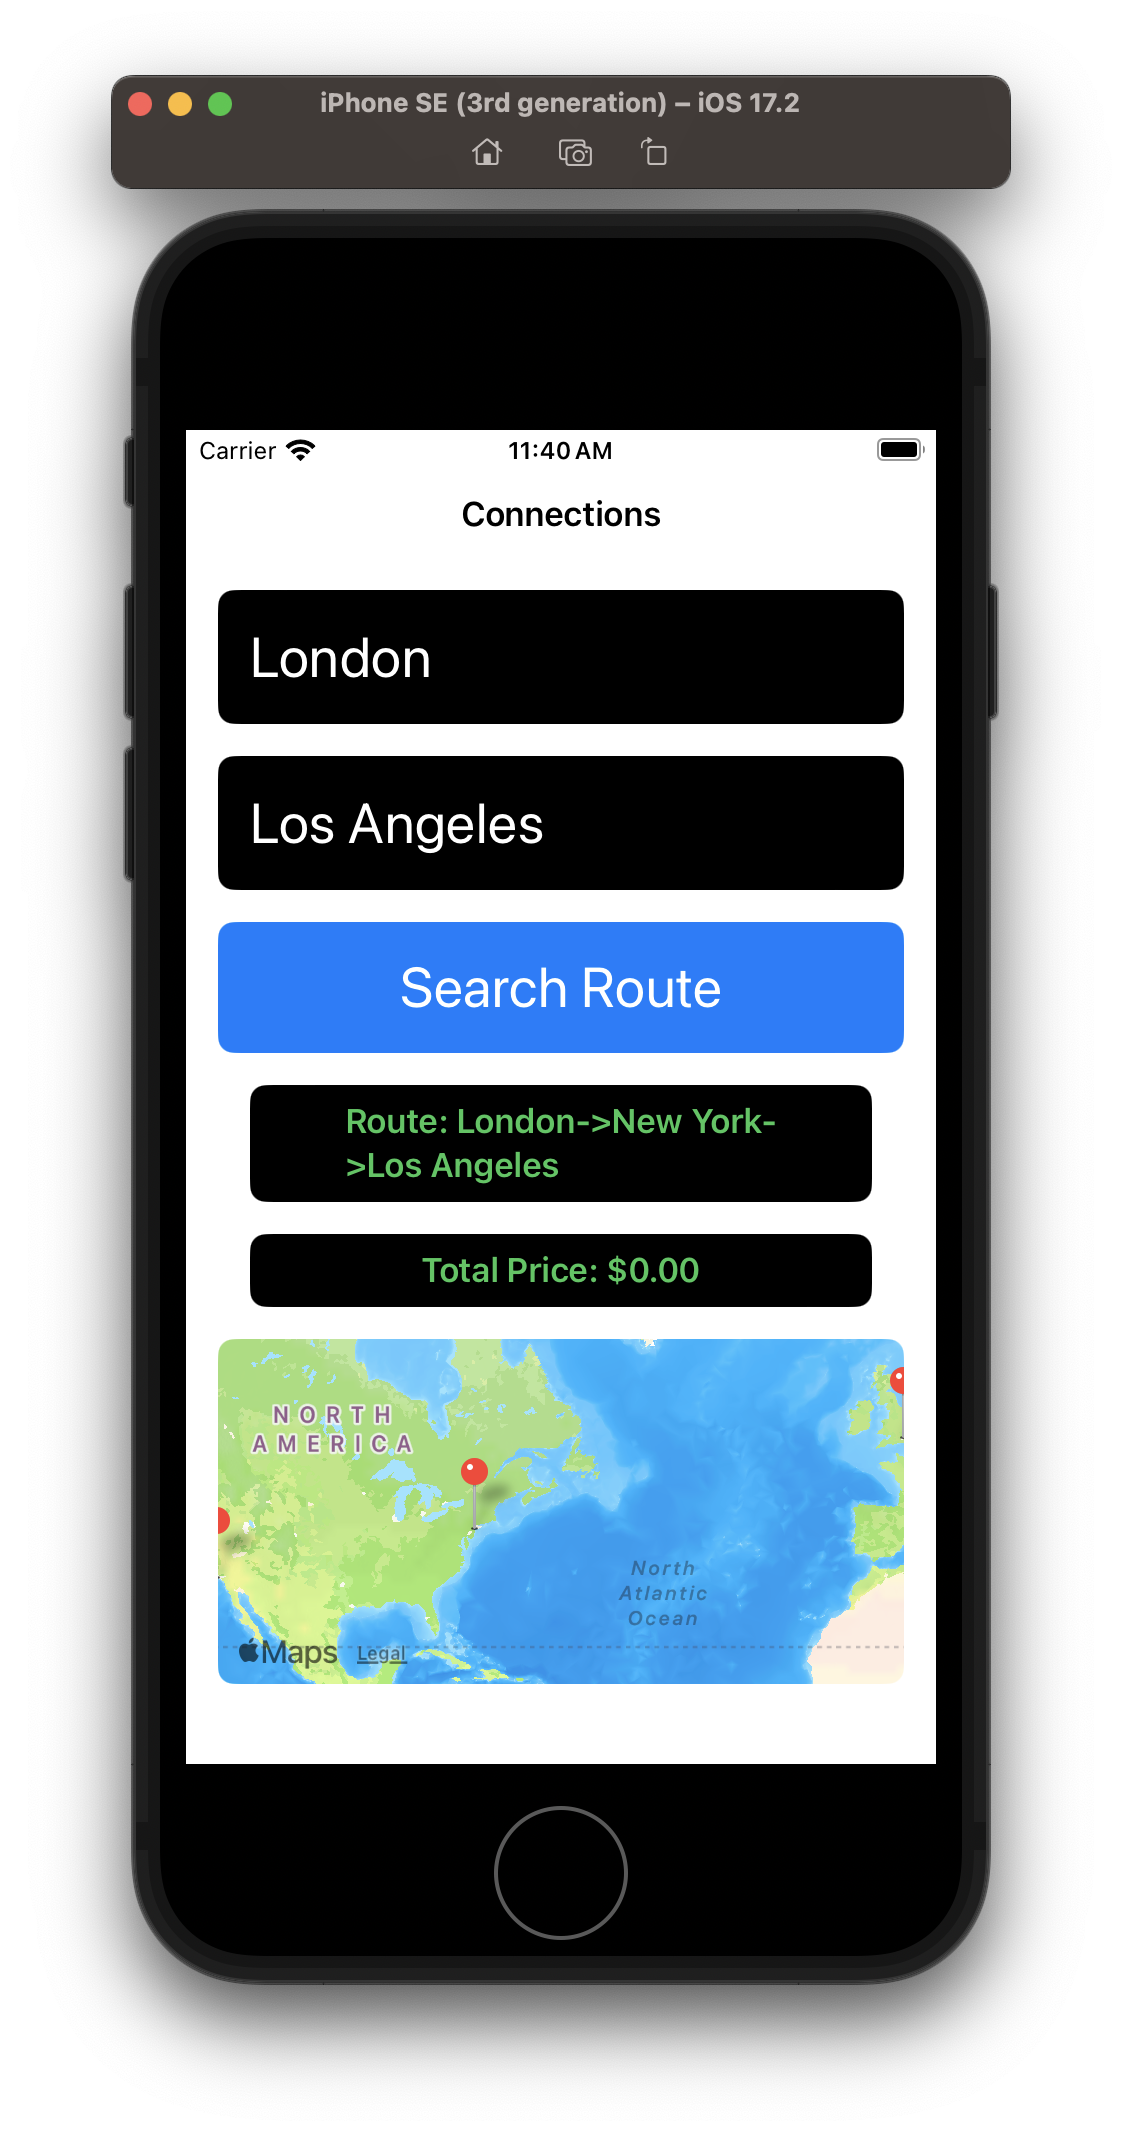 iPhone SE (3rd generation) – iOS 17.2
Carrier 11:40 AM
Connections
London
Los Angeles
Search Route
Route: London->New York-
>Los Angeles
Total Price: $0.00
NORTH
AMERICA
North
Atlantic
Ocean
Maps Legal